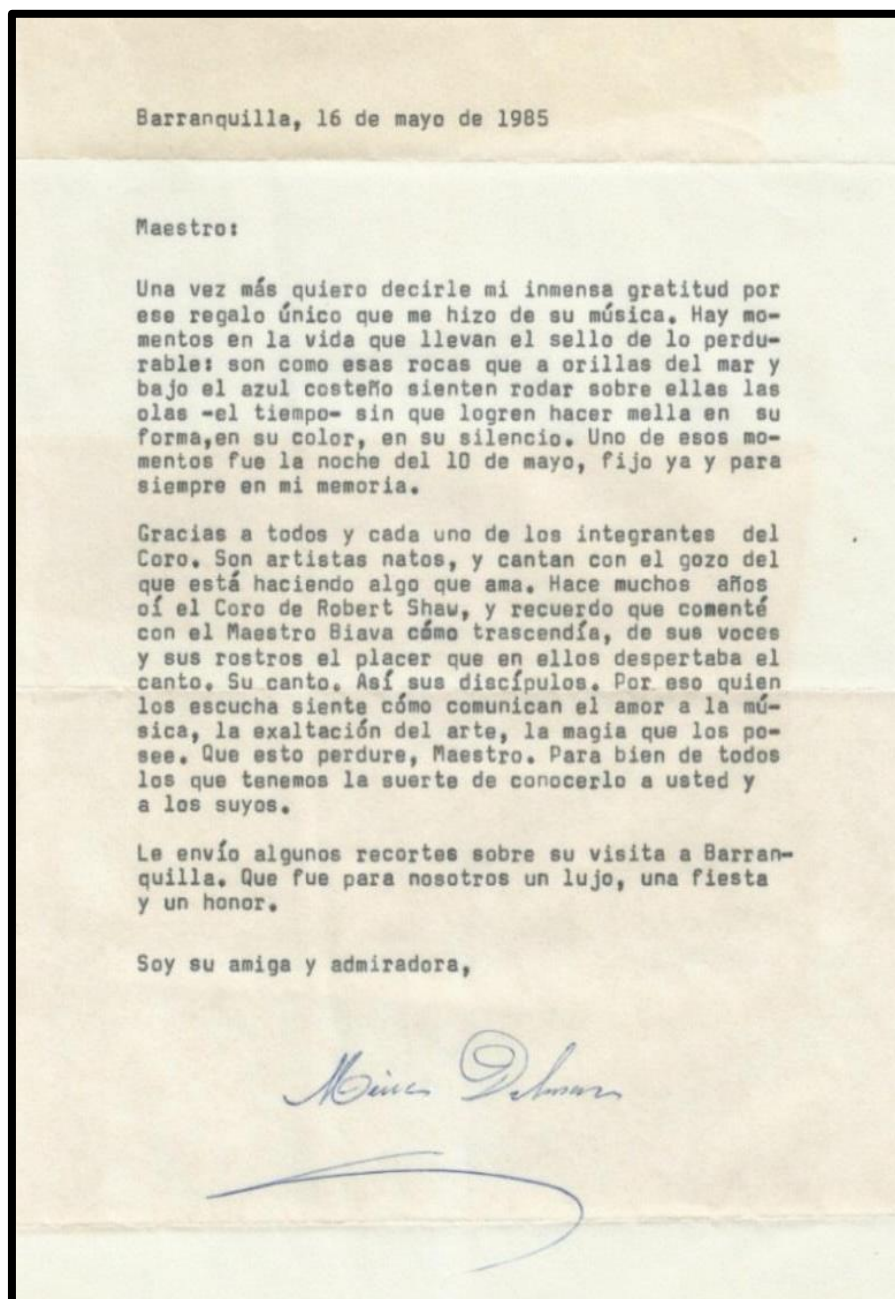 Barranquilla, 16 de mayo de 1985
Maestro:
Una vez más quiero decirle mi inmensa gratitud por
ese regalo único que me hizo de su música. Hay mo-
mentos en la vida que llevan el sello de lo perdu-
rable: son como esas rocas que a orillas del mar y
bajo el azul costeño sienten rodar sobre ellas las
olas -el tiempo- sin que logren hacer mella en su
forma,en su color, en su silencio. Uno de esos mo-
mentos fue la noche del 10 de mayo, fijo ya y para
siempre en mi memoria.
Gracias a todos y cada uno de los integrantes del
Coro. Son artistas natos, y cantan con el gozo del
que está haciendo algo que ama. Hace muchos años
oí el Coro de Robert Shaw, y recuerdo que comenté
con el Maestro Biava cómo trascendía, de sus voces
y sus rostros el placer que en ellos despertaba el
canto. Su canto. Así sus discípulos. Por eso quien
los escucha siente cómo comunican el amor a la mú-
sica, la exaltación del arte, la magia que los po-
see. Que esto perdure, Maestro. Para bien de todos
los que tenemos la suerte de conocerlo a usted y
a los suyos.
Le envío algunos recortes sobre su visita a Barran-
quilla. Que fue para nosotros un lujo, una fiesta
y un honor.
Soy su amiga y admiradora,
Meira Delmar